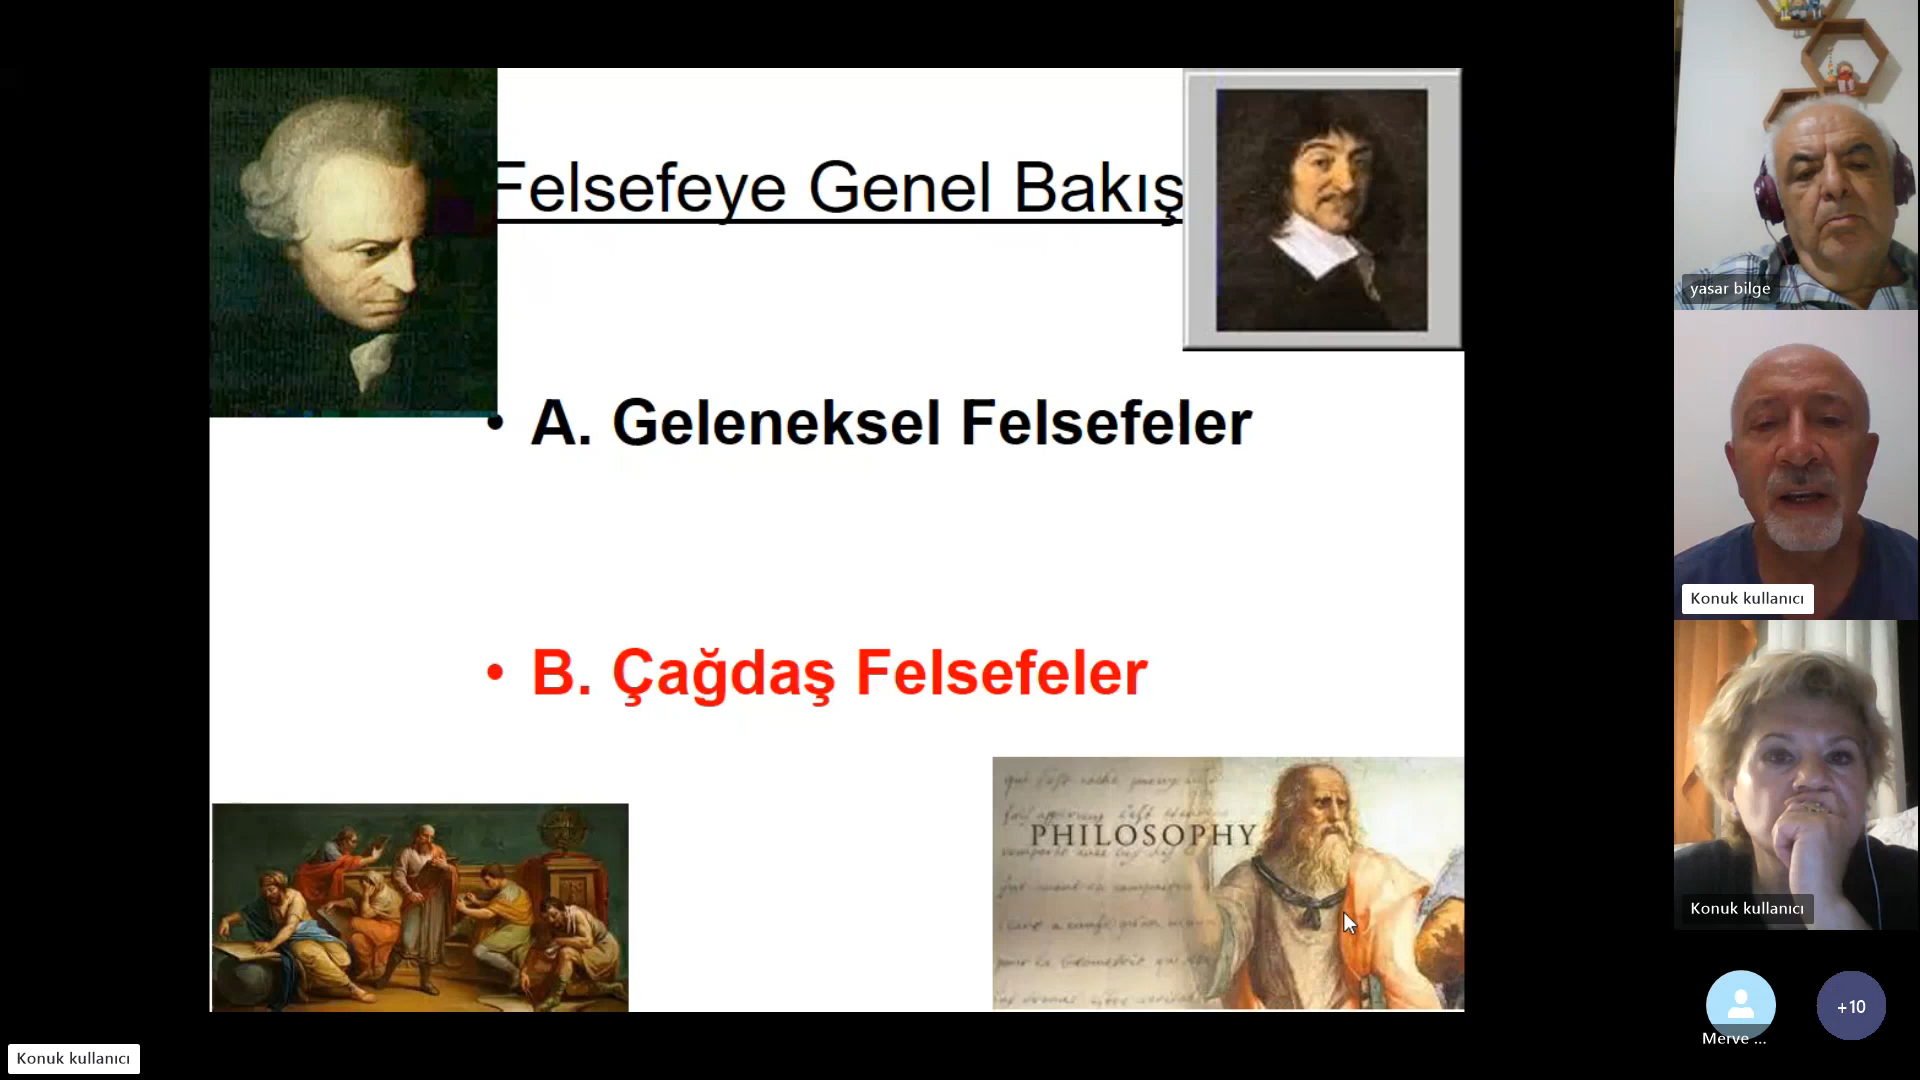 Felsefeye Genel Bakış
• A. Geleneksel Felsefeler
• B. Çağdaş Felsefeler
PHILOSOPHY
yasar bilge
Konuk kullanıcı
Konuk kullanıcı
Merve ...
+10
Konuk kullanıcı